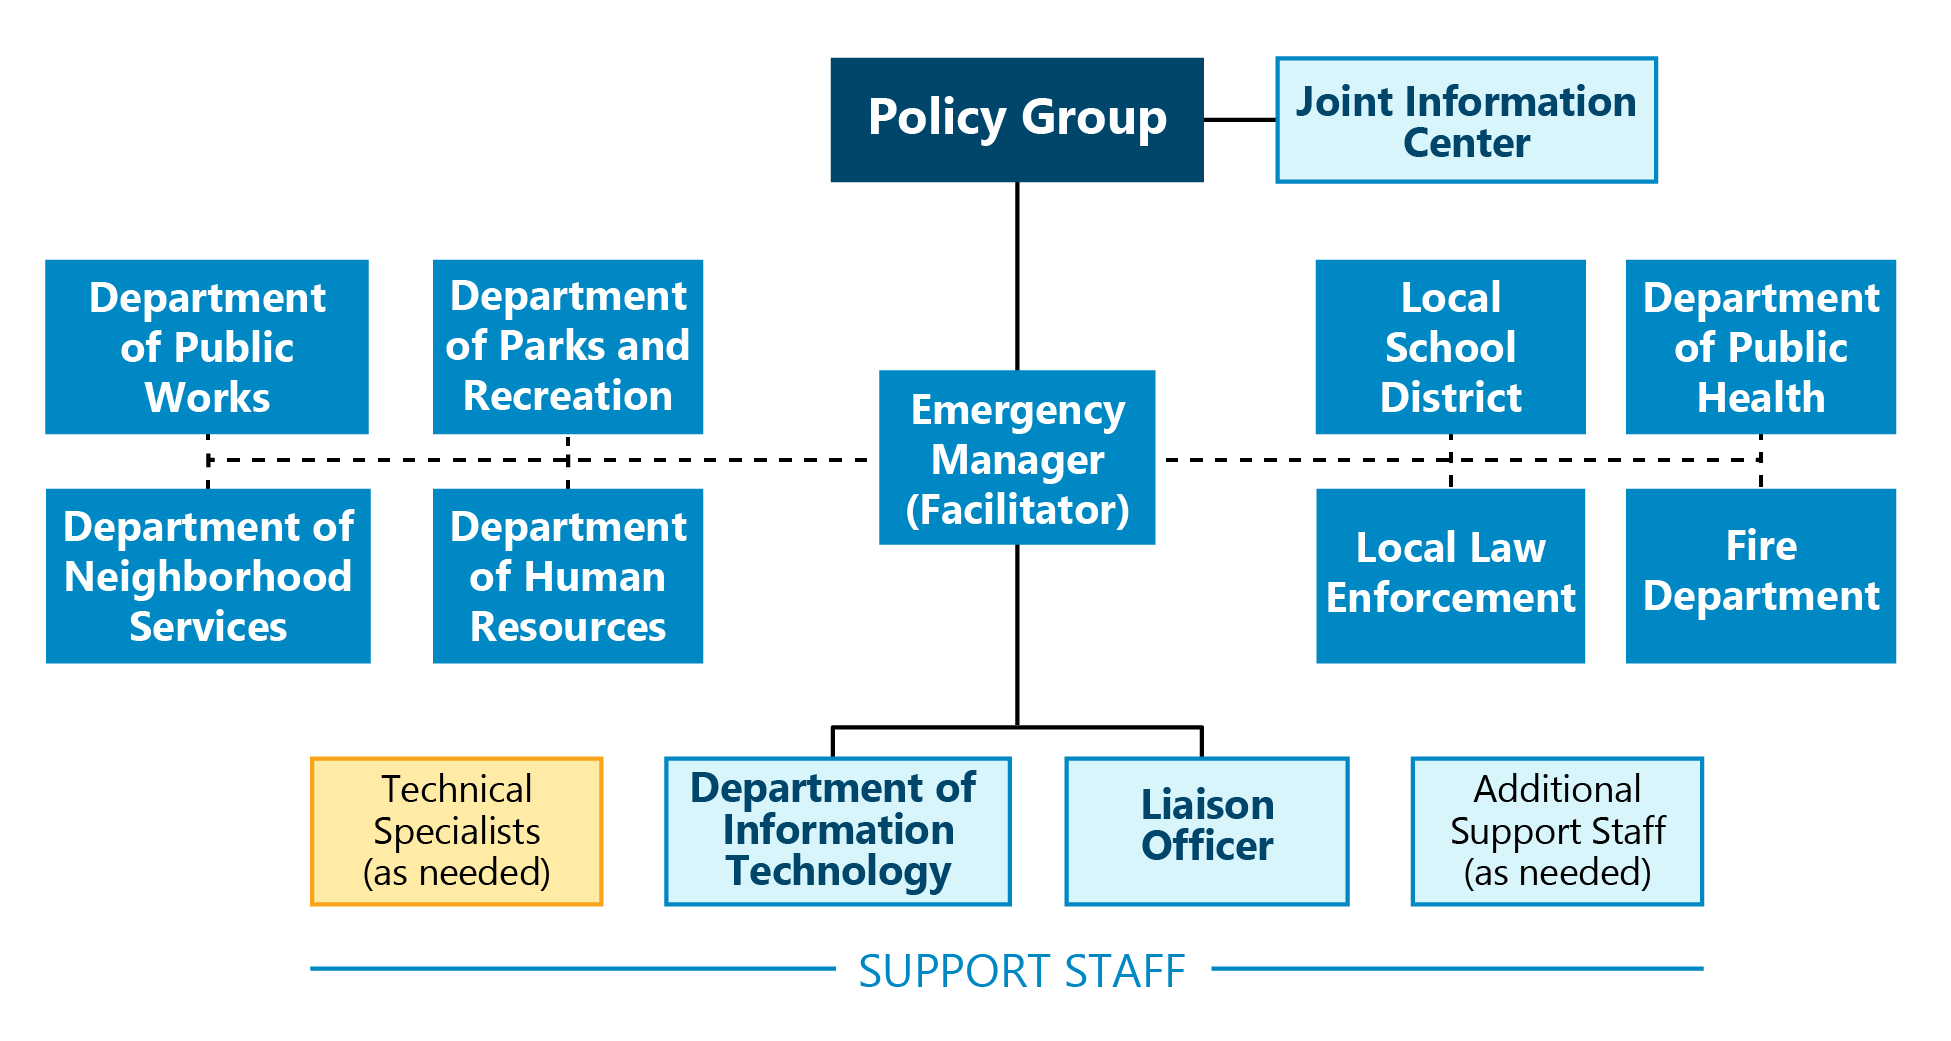 Policy Group
Joint Information
Center
Department
of Public
Works
Department
of Parks and
Recreation
Local
School
District
Department
of Public
Health
Emergency
Manager
(Facilitator)
Department of
Neighborhood
Services
Department
of Human
Resources
Local Law
Enforcement
Fire
Department
Technical
Specialists
(as needed)
Department of
Information
Technology
Liaison
Officer
Additional
Support Staff
(as needed)
SUPPORT STAFF